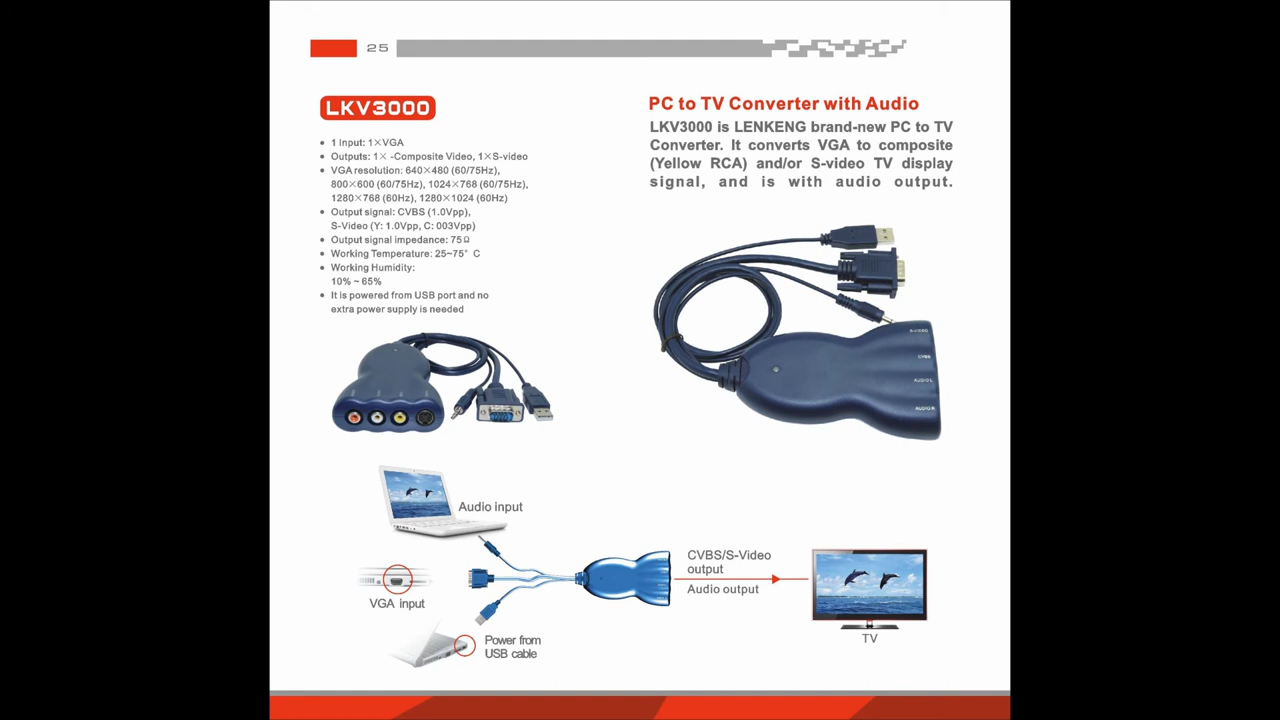 25
LKV3000
• 1 Input: 1×VGA
• Outputs: 1× -Composite Video, 1×S-video
• VGA resolution: 640×480 (60/75Hz),
800×600 (60/75Hz), 1024×768 (60/75Hz),
1280×768 (60Hz), 1280×1024 (60Hz)
• Output signal: CVBS (1.0Vpp),
S-Video (Y: 1.0Vpp, C: 003Vpp)
• Output signal impedance: 75Ω
• Working Temperature: 25~75° C
• Working Humidity:
10% ~ 65%
• It is powered from USB port and no
extra power supply is needed
PC to TV Converter with Audio
LKV3000 is LENKENG brand-new PC to TV
Converter. It converts VGA to composite
(Yellow RCA) and/or S-video TV display
signal, and is with audio output.
S-VIDEO
CVBS
AUDIO L
AUDIO R
Audio input
VGA input
Power from
USB cable
CVBS/S-Video
output
Audio output
TV